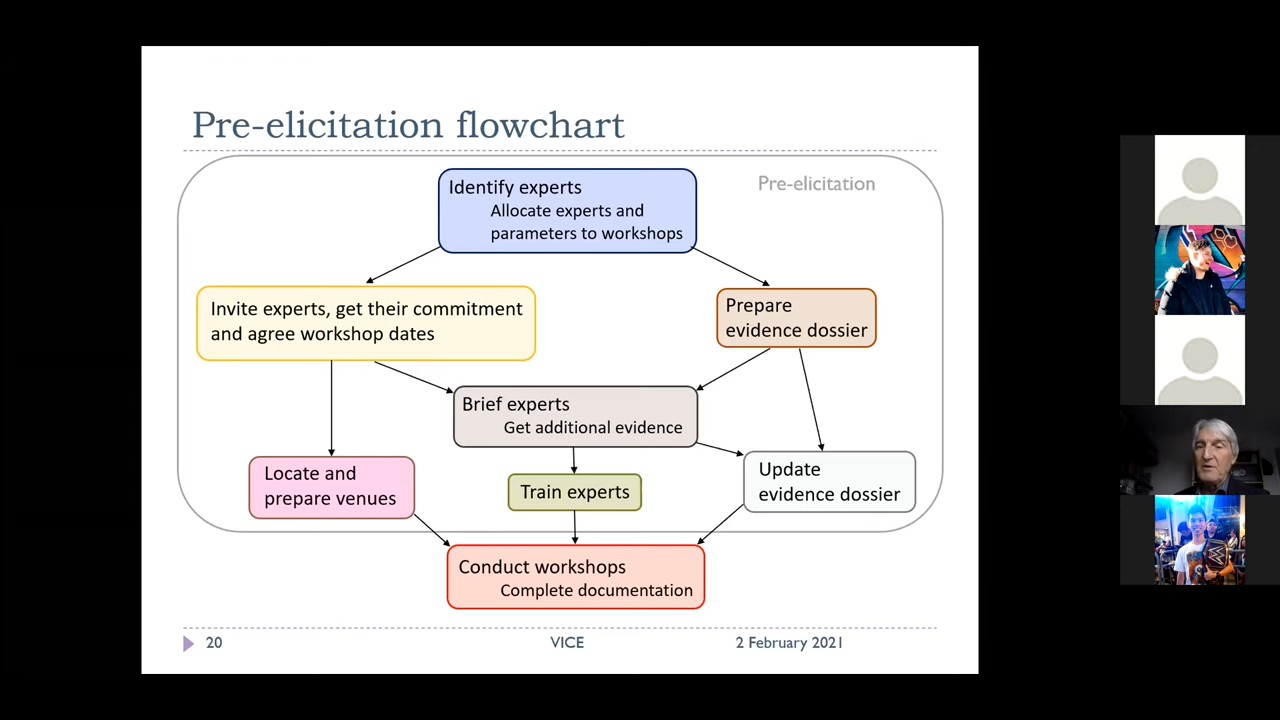 Pre-elicitation flowchart
Pre-elicitation
Identify experts
Allocate experts and
parameters to workshops
Invite experts, get their commitment
and agree workshop dates
Prepare
evidence dossier
Brief experts
Get additional evidence
Locate and
prepare venues
Train experts
Update
evidence dossier
Conduct workshops
Complete documentation
20
VICE
2 February 2021